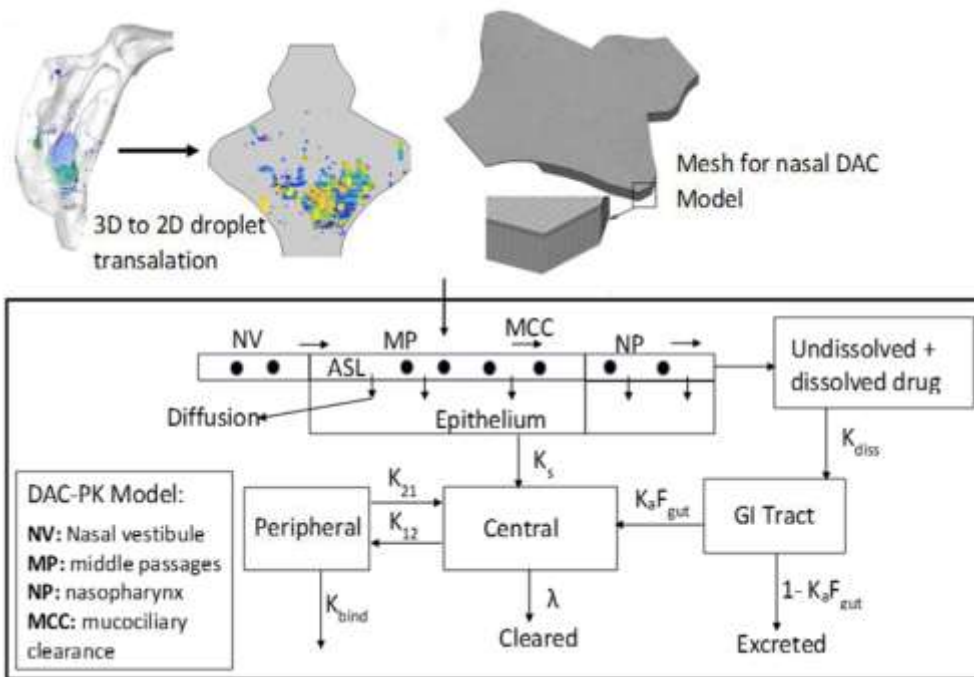 3D to 2D droplet
transalation
Mesh for nasal DAC
Model
NV
MP
MCC
NP
ASL
Diffusion
Epithelium
Undissolved +
dissolved drug
K_diss
K_s
K_21
K_12
Peripheral
Central
K_aF_gut
GI Tract
K_bind
λ
Cleared
1- K_aF_gut
Excreted
DAC-PK Model:
NV: Nasal vestibule
MP: middle passages
NP: nasopharynx
MCC: mucociliary
clearance